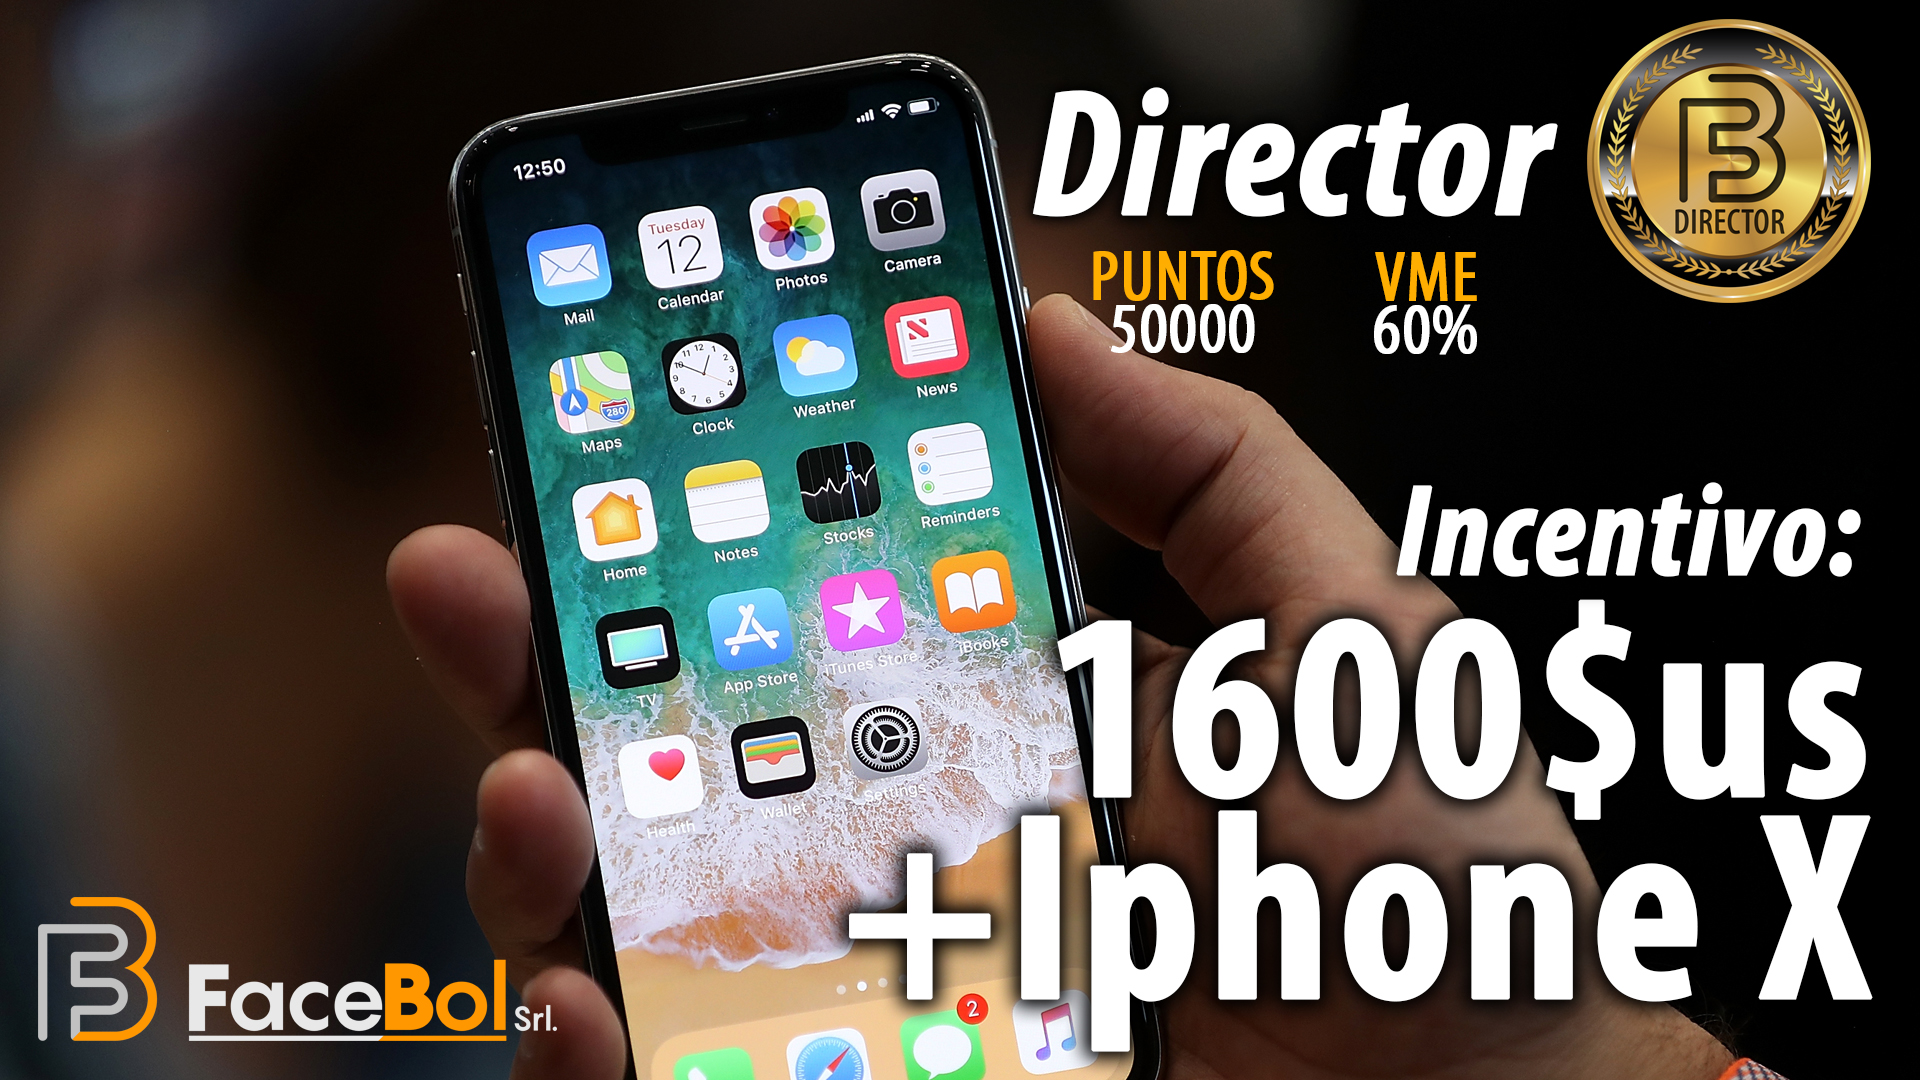 Director
DIRECTOR
PUNTOS
50000
VME
60%
Incentivo:
1600$us
+Iphone X
FaceBol Srl.
12:50
Mail
Tuesday
12
Calendar
Photos
Camera
Maps
280
Clock
Weather
News
Home
Notes
Stocks
Reminders
TV
App Store
iTunes Store
iBooks
Health
Wallet
Settings
2